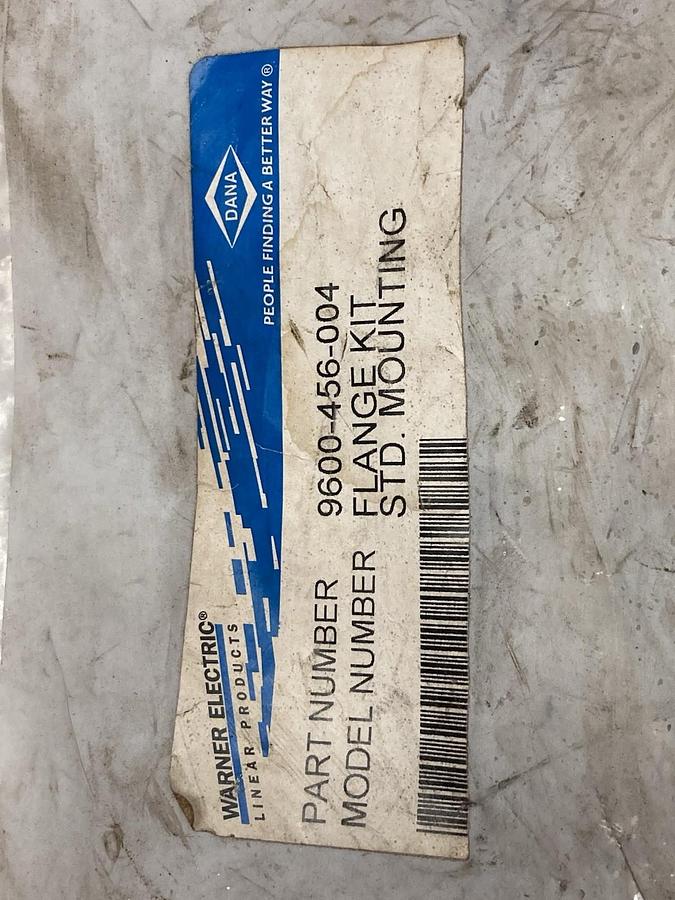 WARNER ELECTRIC®
LINEAR PRODUCTS
DANA
PEOPLE FINDING A BETTER WAY ®
PART NUMBER 9600-456-004
MODEL NUMBER FLANGE KIT
STD. MOUNTING